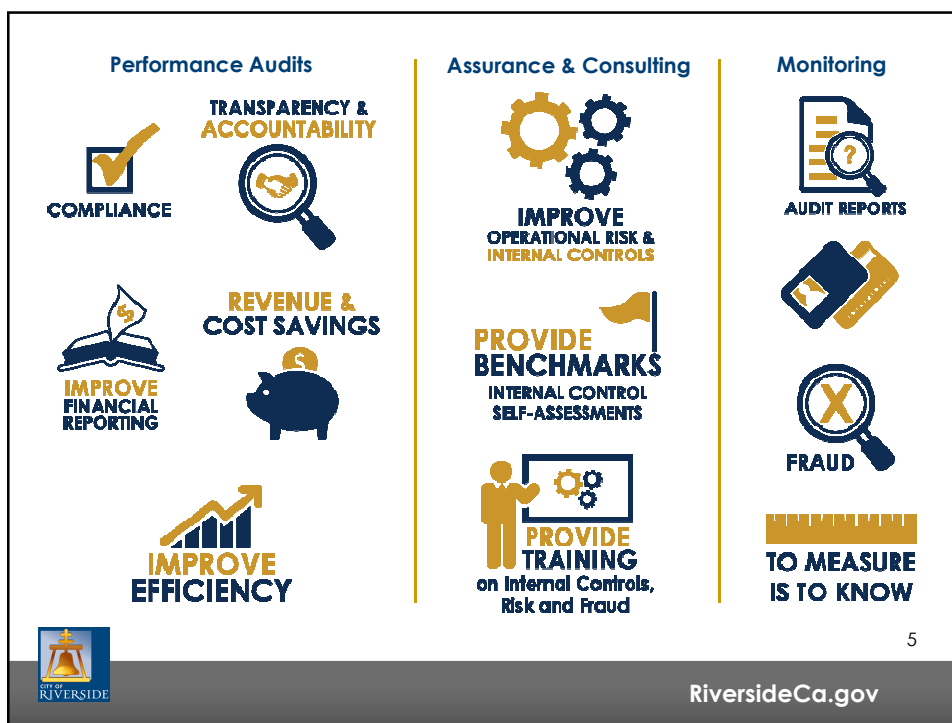 Performance Audits
COMPLIANCE
TRANSPARENCY &
ACCOUNTABILITY
$
IMPROVE
FINANCIAL
REPORTING
REVENUE &
COST SAVINGS
$
IMPROVE
EFFICIENCY
Assurance & Consulting
IMPROVE
OPERATIONAL RISK &
INTERNAL CONTROLS
PROVIDE
BENCHMARKS
INTERNAL CONTROL
SELF-ASSESSMENTS
PROVIDE
TRAINING
on Internal Controls,
Risk and Fraud
Monitoring
?
AUDIT REPORTS
X
FRAUD
TO MEASURE
IS TO KNOW
5
CITY OF
RIVERSIDE
RiversideCa.gov